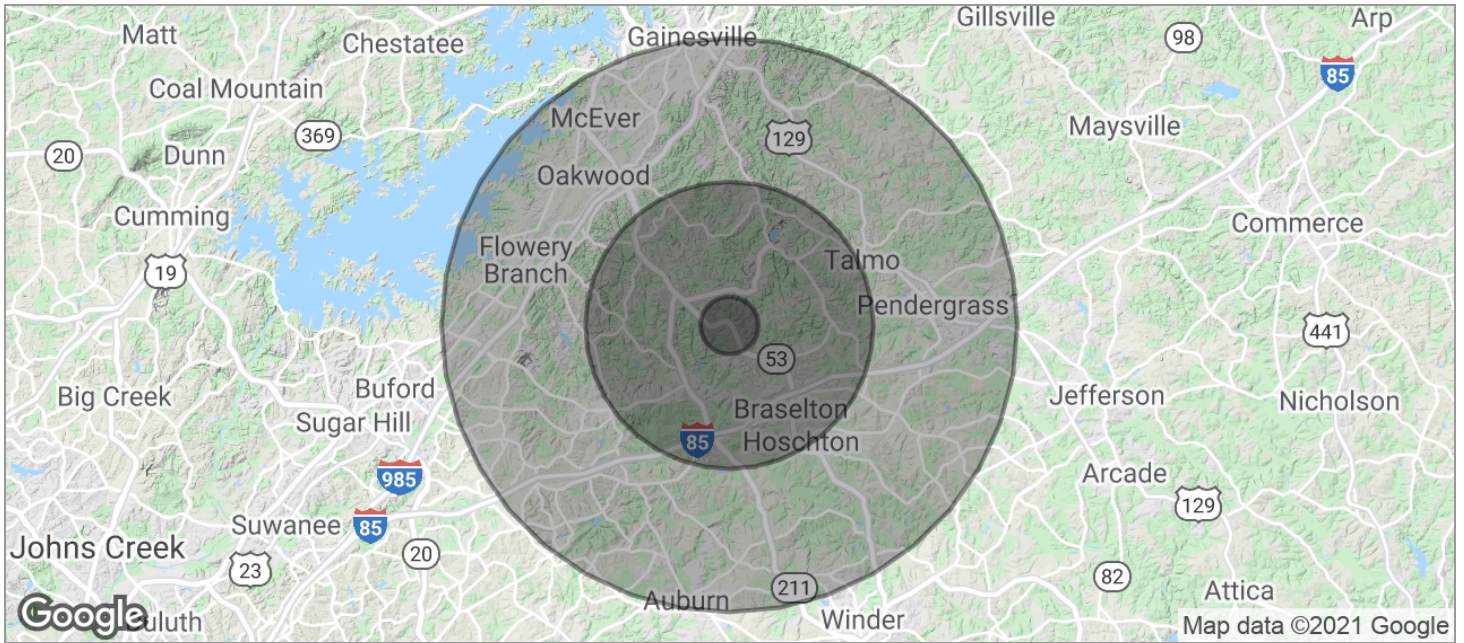 Gillsville
Arp
Matt
Gainesville
98
Chestatee
85
Coal Mountain
McEver
Maysville
369
129
20
Dunn
Oakwood
Cumming
Commerce
Flowery
Branch
Talmo
19
Pendergrass
441
53
Buford
Big Creek
Jefferson
Nicholson
Braselton
Sugar Hill
Hoschton
85
Arcade
985
129
Suwanee
85
Johns Creek
20
23
82
211
Attica
Auburn
Google
Duluth
Winder
Map data ©2021 Google